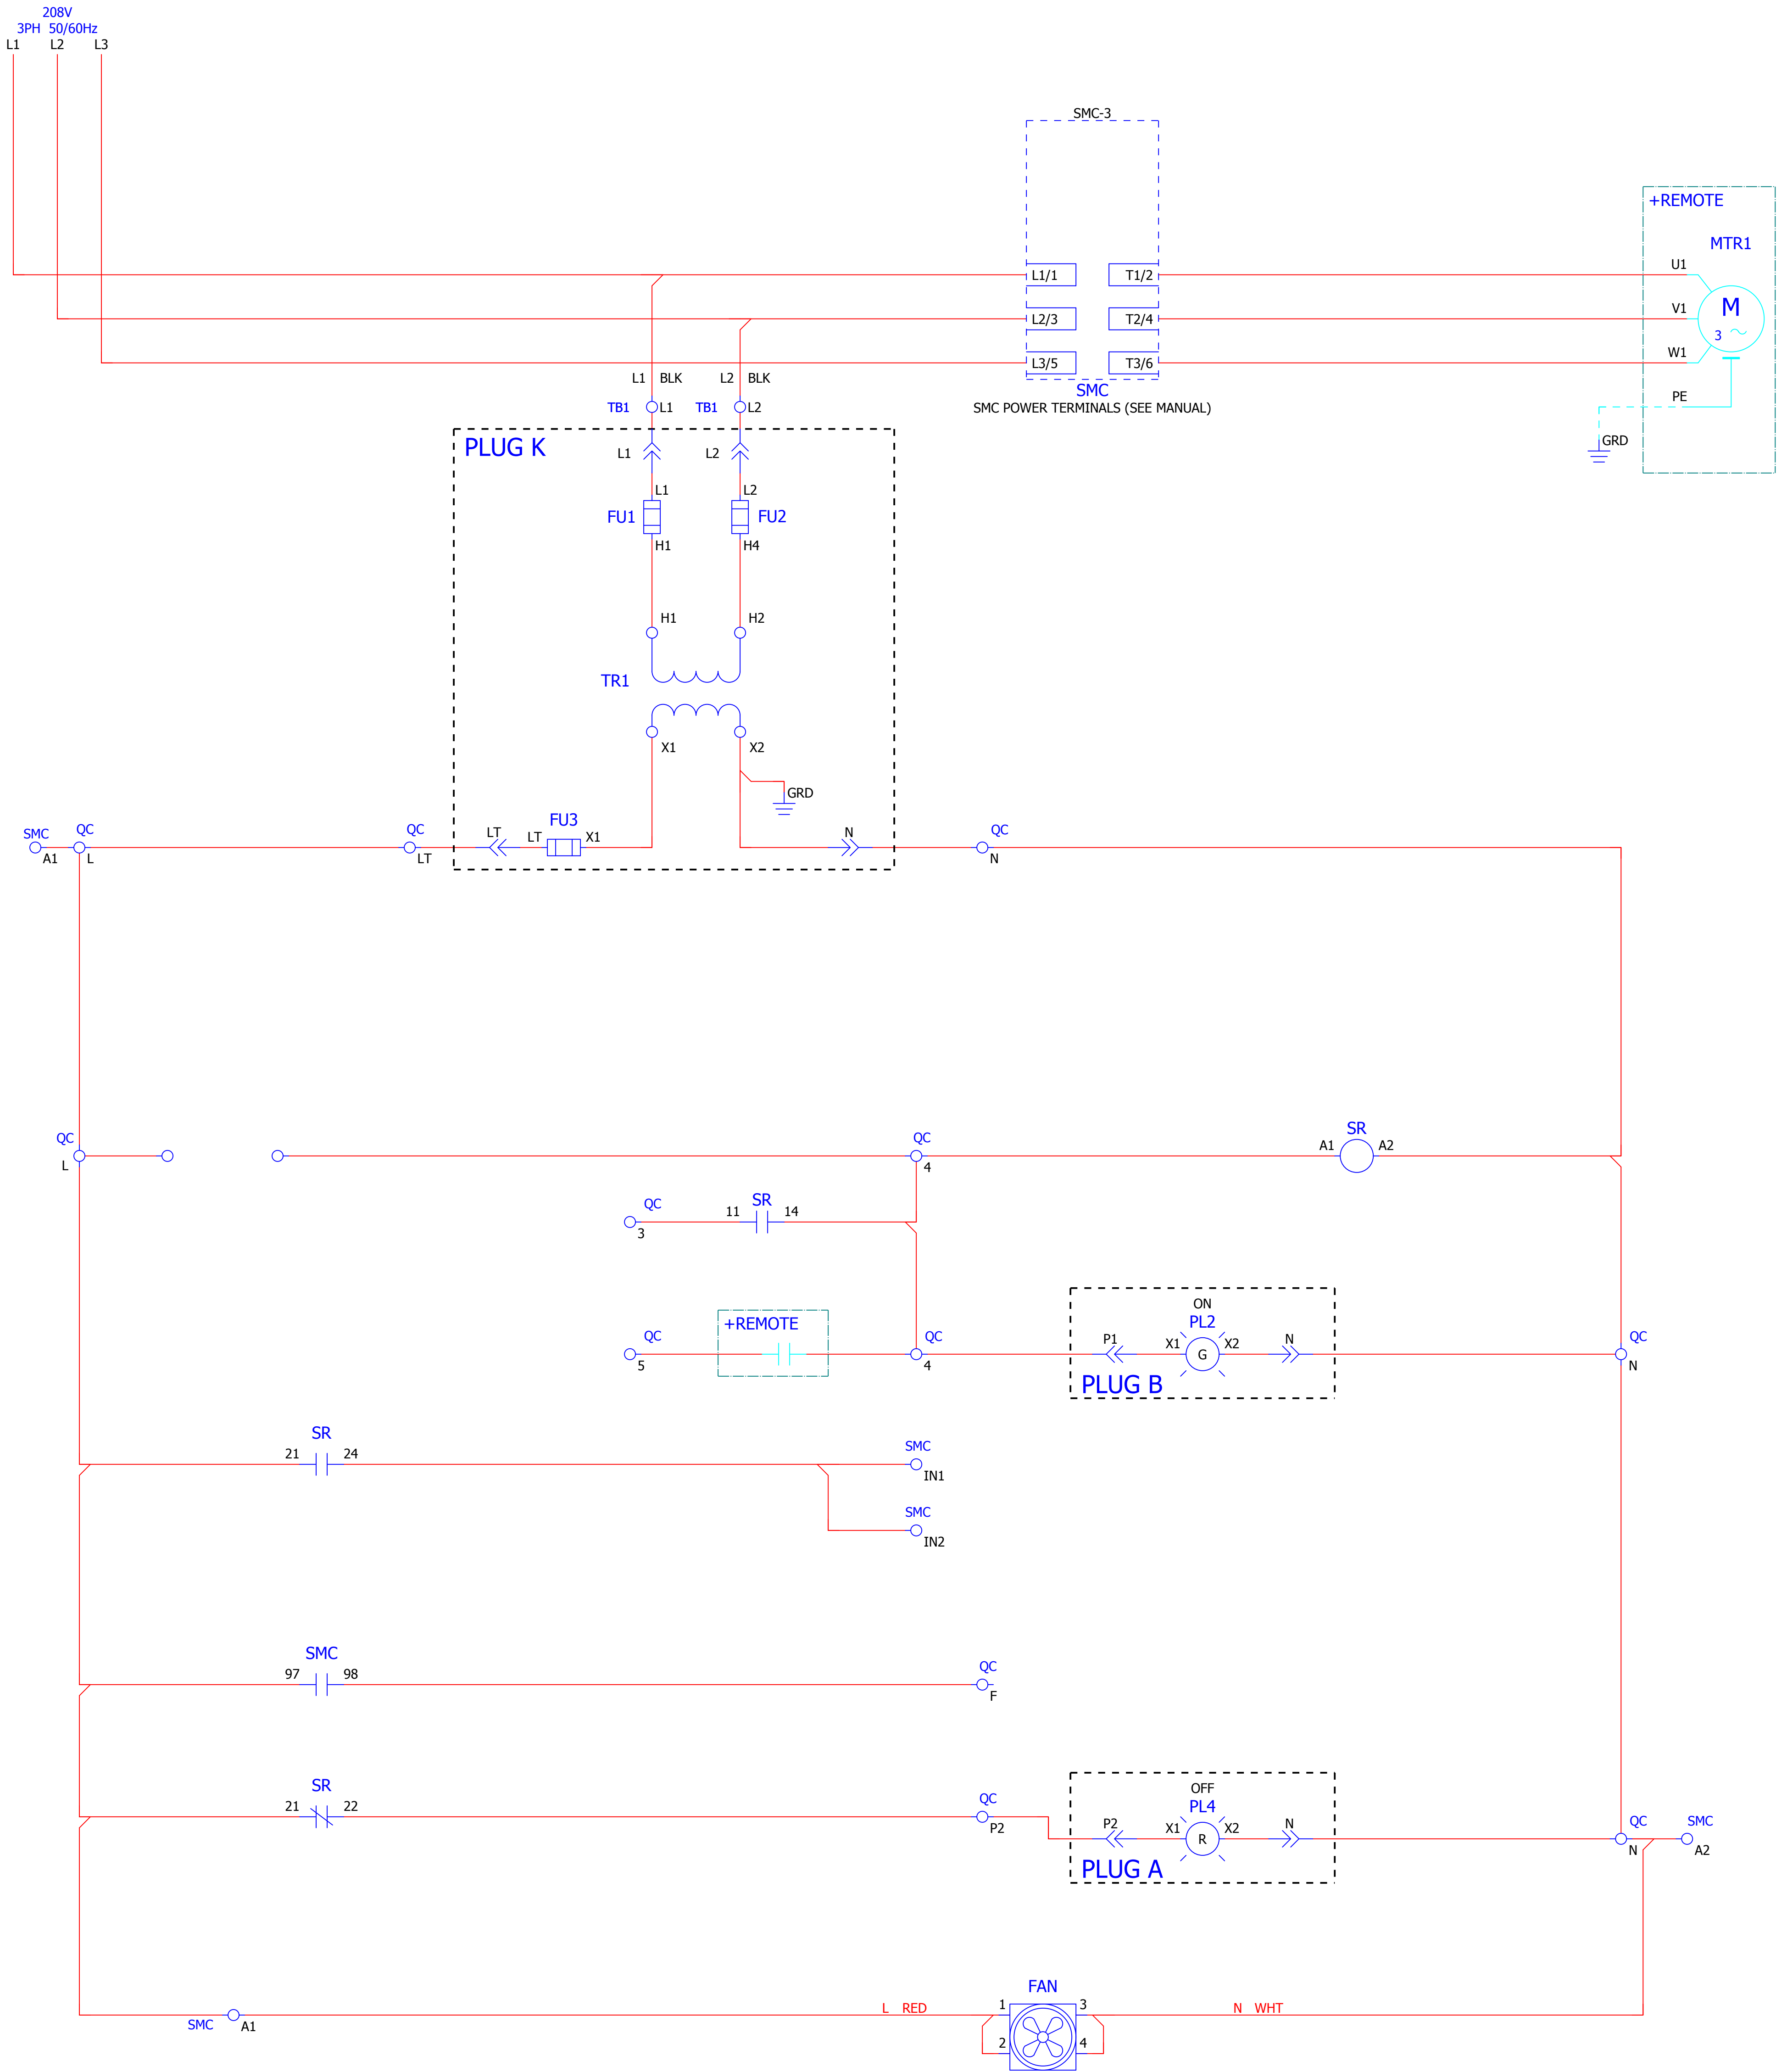 208V
3PH 50/60Hz
L1 L2 L3
SMC-3
+REMOTE
MTR1
L1/1 T1/2 U1
L2/3 T2/4 V1 M
3
L3/5 T3/6 W1
L1 BLK L2 BLK
SMC
PE
TB1 L1 TB1 L2
SMC POWER TERMINALS (SEE MANUAL)
GRD
PLUG K
L1 L2
L1 L2
FU1 FU2
H1 H4
H1 H2
TR1
X1 X2
GRD
FU3
SMC QC QC LT LT X1 N QC
A1 L LT N
QC QC SR
A1 A2
L 4
QC 11 SR 14
3
ON
QC +REMOTE QC P1 X1 PL2 X2 N QC
G
5 4 N
PLUG B
SR
21 24 SMC
IN1
SMC
IN2
SMC
97 98 QC
F
SR
OFF
21 22 QC PL4
P2 P2 X1 X2 N QC SMC
R
N A2
PLUG A
FAN
L RED 1 3 N WHT
SMC A1
2 4